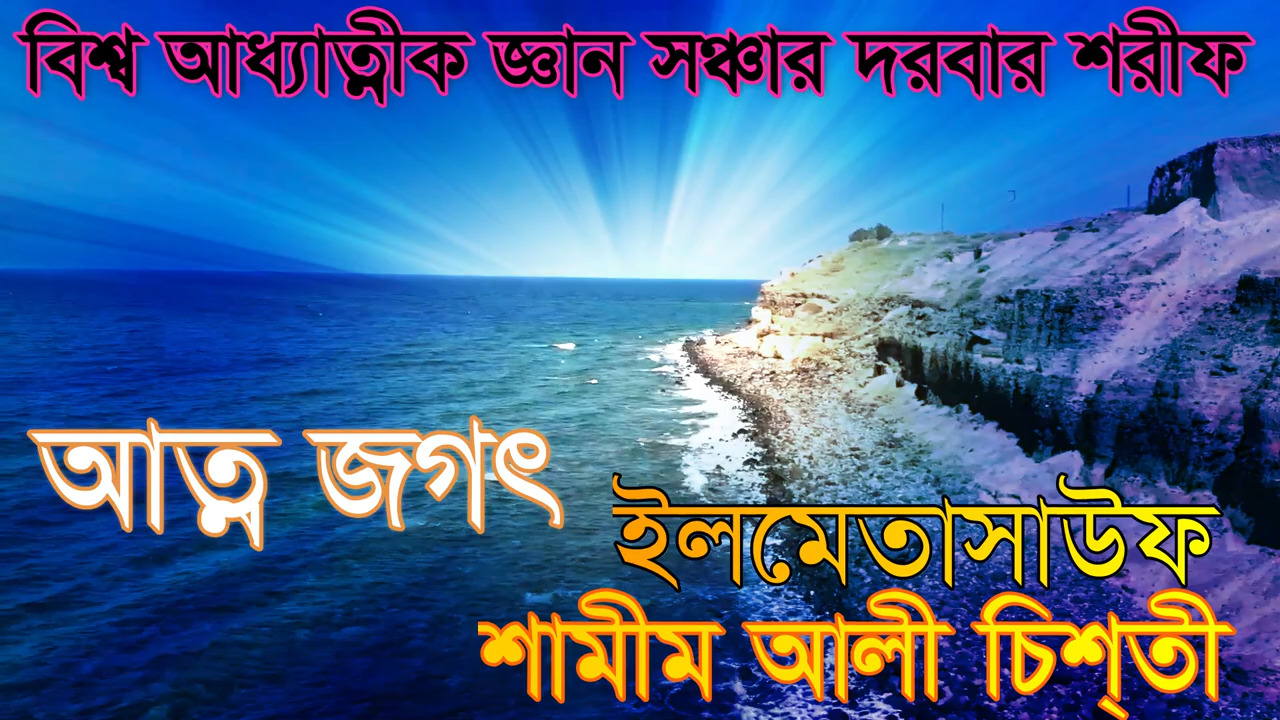 বিশ্ব আধ্যাত্নীক জ্ঞান সঞ্চার দরবার শরীফ
আত্ন জগৎ
ইলমেতাসাউফ
শামীম আলী চিশ্‌তী